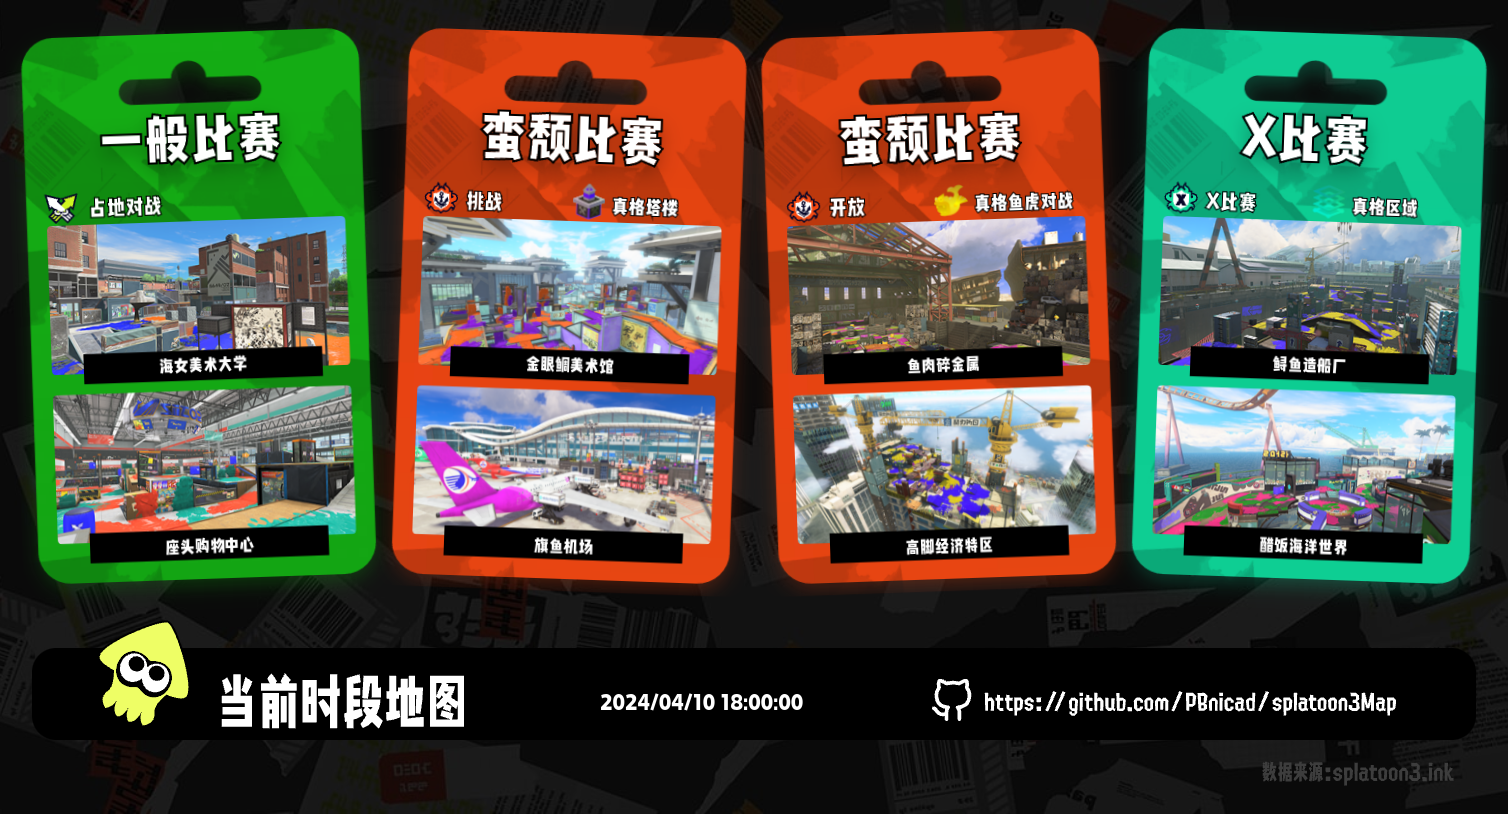 一般比赛
占地对战
海女美术大学
座头购物中心
蛮颓比赛
挑战
真格塔楼
金眼鲷美术馆
旗鱼机场
蛮颓比赛
开放
真格鱼虎对战
鱼肉碎金属
高脚经济特区
X比赛
X比赛
真格区域
鲟鱼造船厂
醋饭海洋世界
当前时段地图
2024/04/10 18:00:00
https://github.com/PBnicad/splatoon3Map
数据来源:splatoon3.ink